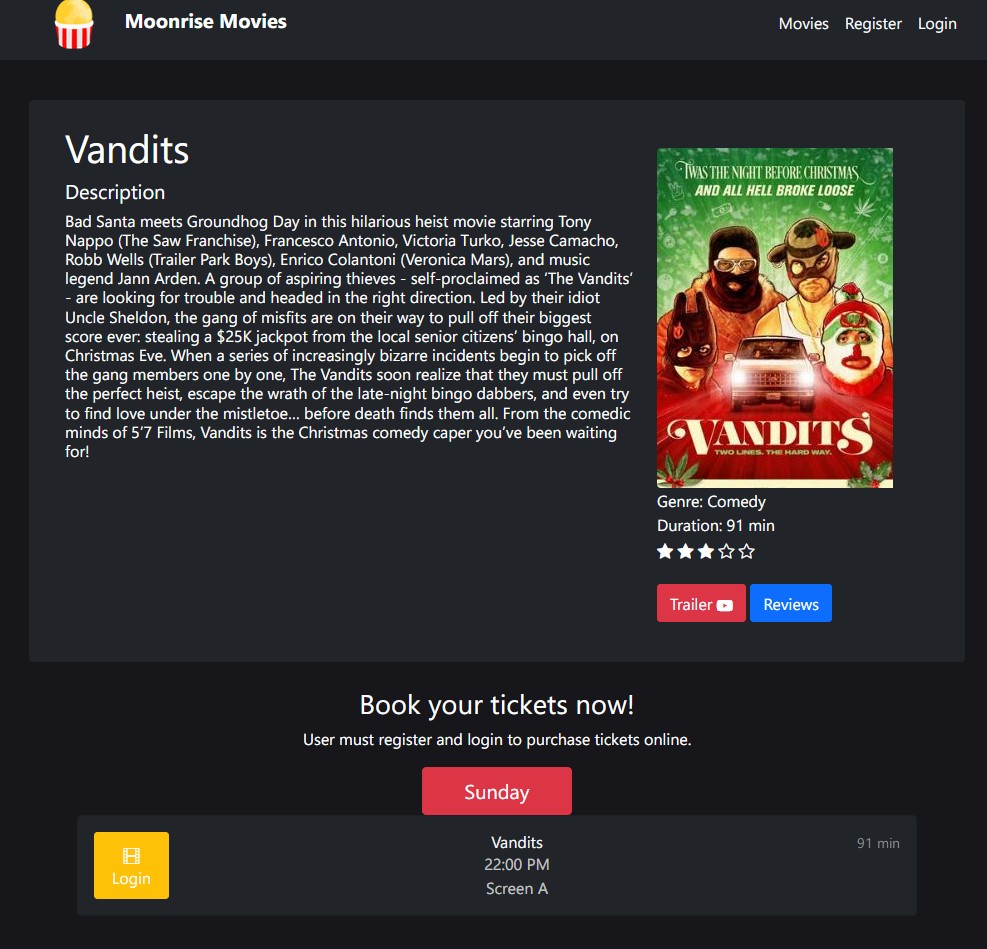 Moonrise Movies
Movies Register Login
Vandits
Description
Bad Santa meets Groundhog Day in this hilarious heist movie starring Tony
Nappo (The Saw Franchise), Francesco Antonio, Victoria Turko, Jesse Camacho,
Robb Wells (Trailer Park Boys), Enrico Colantoni (Veronica Mars), and music
legend Jann Arden. A group of aspiring thieves - self-proclaimed as ‘The Vandits’
- are looking for trouble and headed in the right direction. Led by their idiot
Uncle Sheldon, the gang of misfits are on their way to pull off their biggest
score ever: stealing a $25K jackpot from the local senior citizens’ bingo hall, on
Christmas Eve. When a series of increasingly bizarre incidents begin to pick off
the gang members one by one, The Vandits soon realize that they must pull off
the perfect heist, escape the wrath of the late-night bingo dabbers, and even try
to find love under the mistletoe... before death finds them all. From the comedic
minds of 5’7 Films, Vandits is the Christmas comedy caper you’ve been waiting
for!
'TWAS THE NIGHT BEFORE CHRISTMAS
AND ALL HELL BROKE LOOSE
VANDITS
TWO LINES. THE HARD WAY.
Genre: Comedy
Duration: 91 min
Trailer
Reviews
Book your tickets now!
User must register and login to purchase tickets online.
Sunday
Login
Vandits
22:00 PM
Screen A
91 min